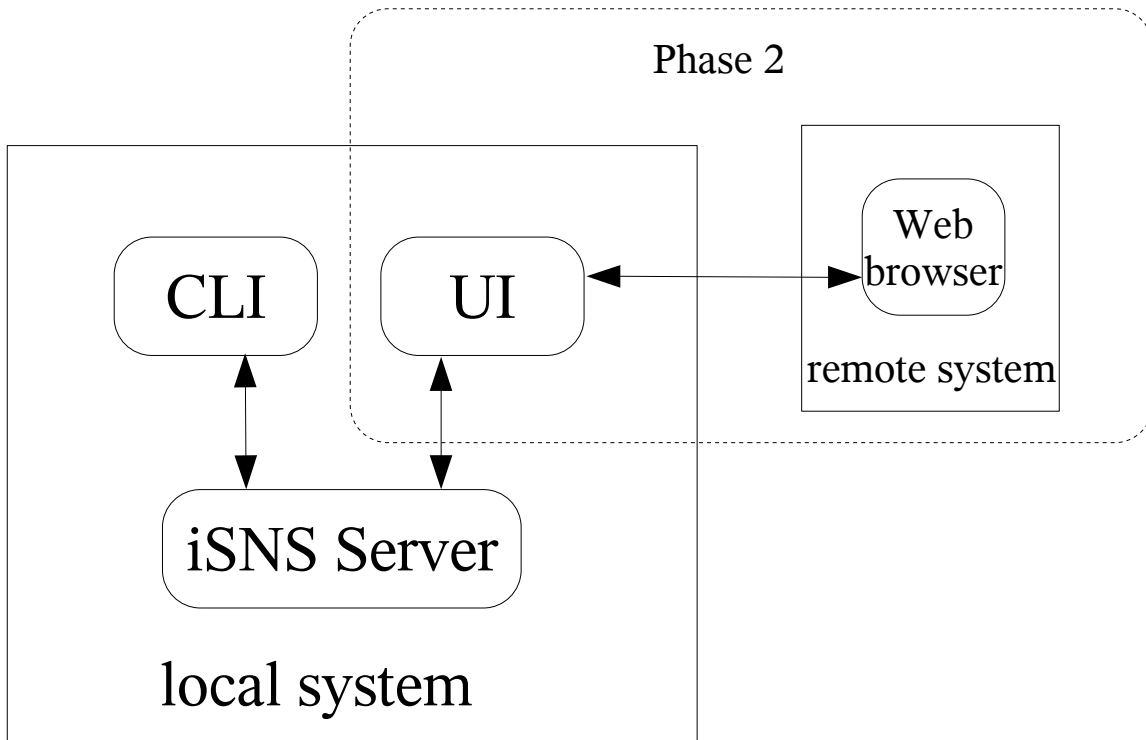 Phase 2
Web
browser
CLI
UI
remote system
iSNS Server
local system